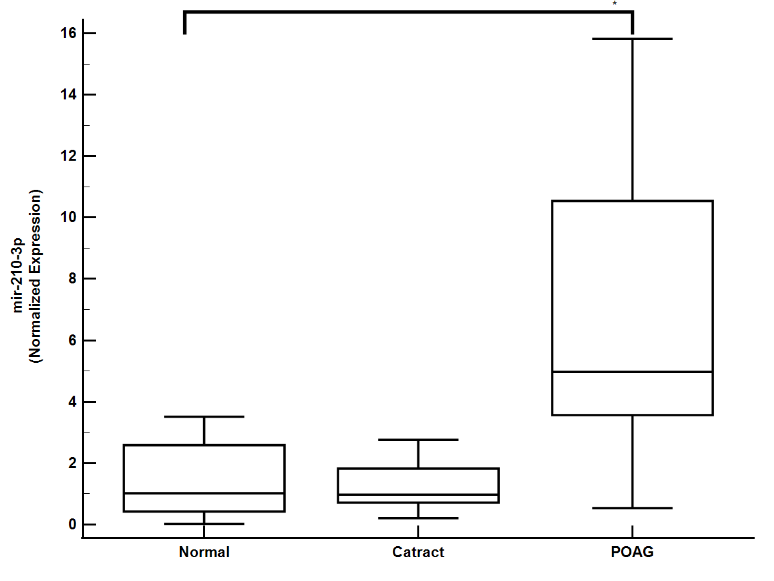 *
16
14
12
10
8
6
4
2
0
mir-210-3p
(Normalized Expression)
Normal
Catract
POAG